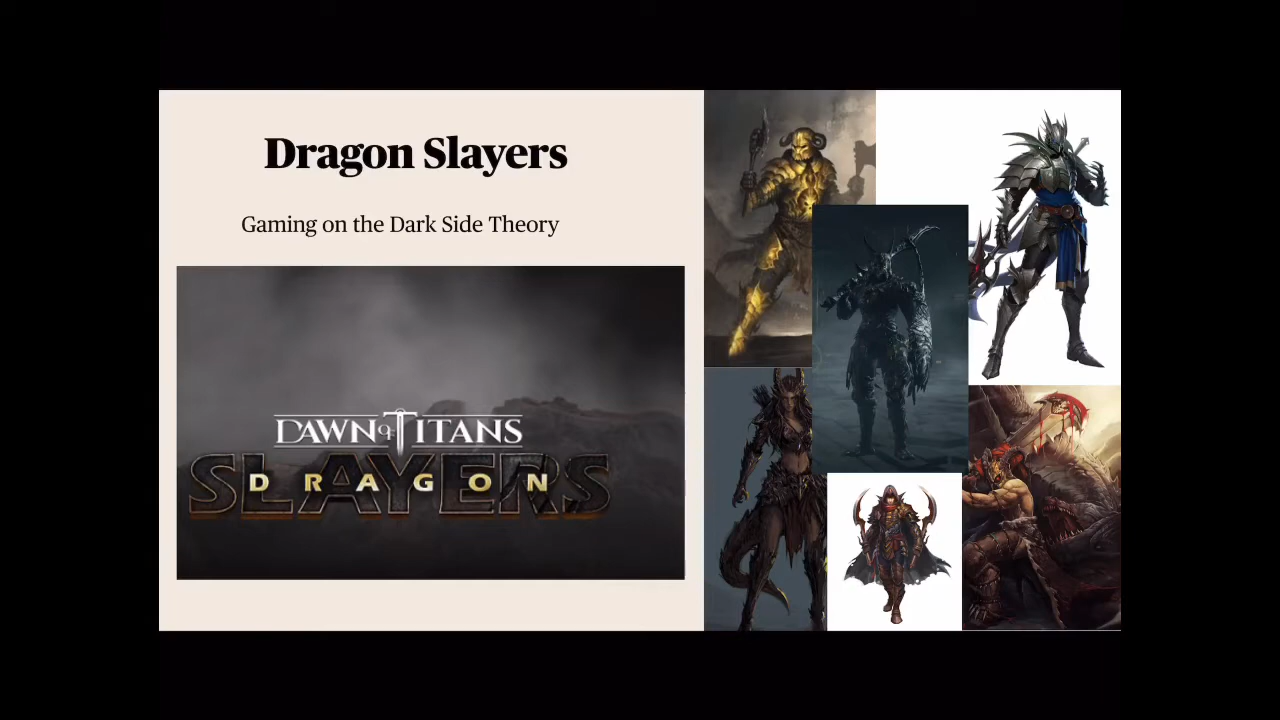 Dragon Slayers
Gaming on the Dark Side Theory
DAWN of TITANS
SLAYERS
DRAGON